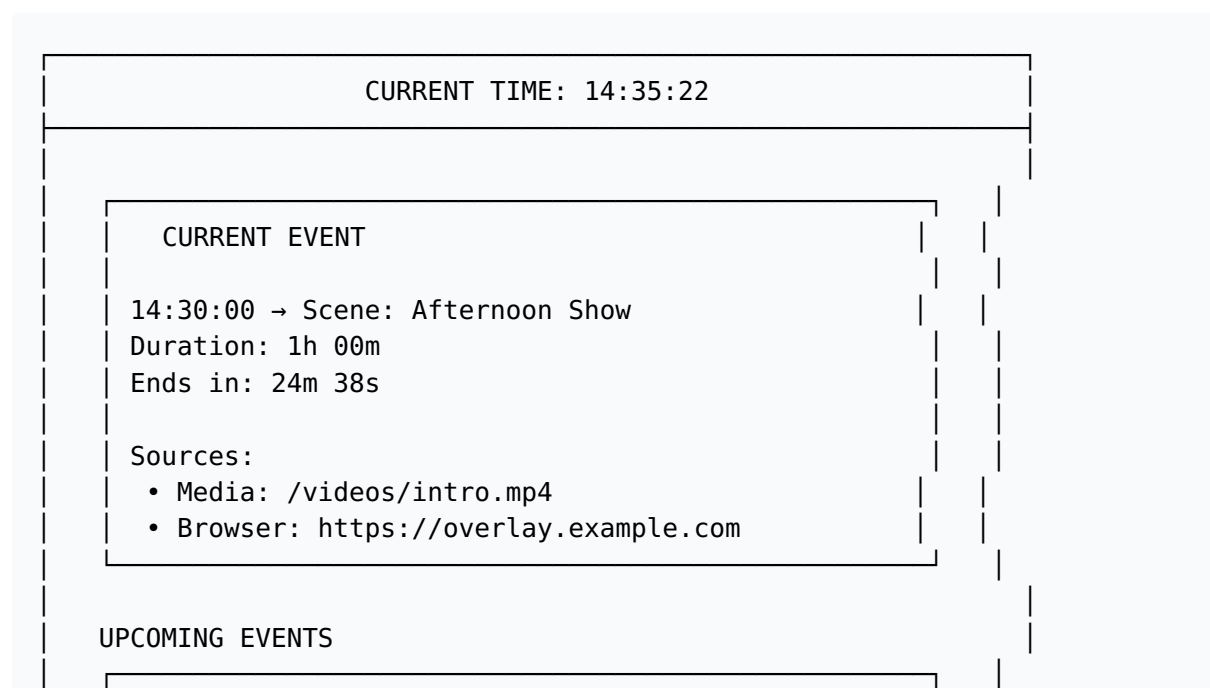 CURRENT TIME: 14:35:22
CURRENT EVENT
14:30:00 → Scene: Afternoon Show
Duration: 1h 00m
Ends in: 24m 38s
Sources:
• Media: /videos/intro.mp4
• Browser: https://overlay.example.com
UPCOMING EVENTS